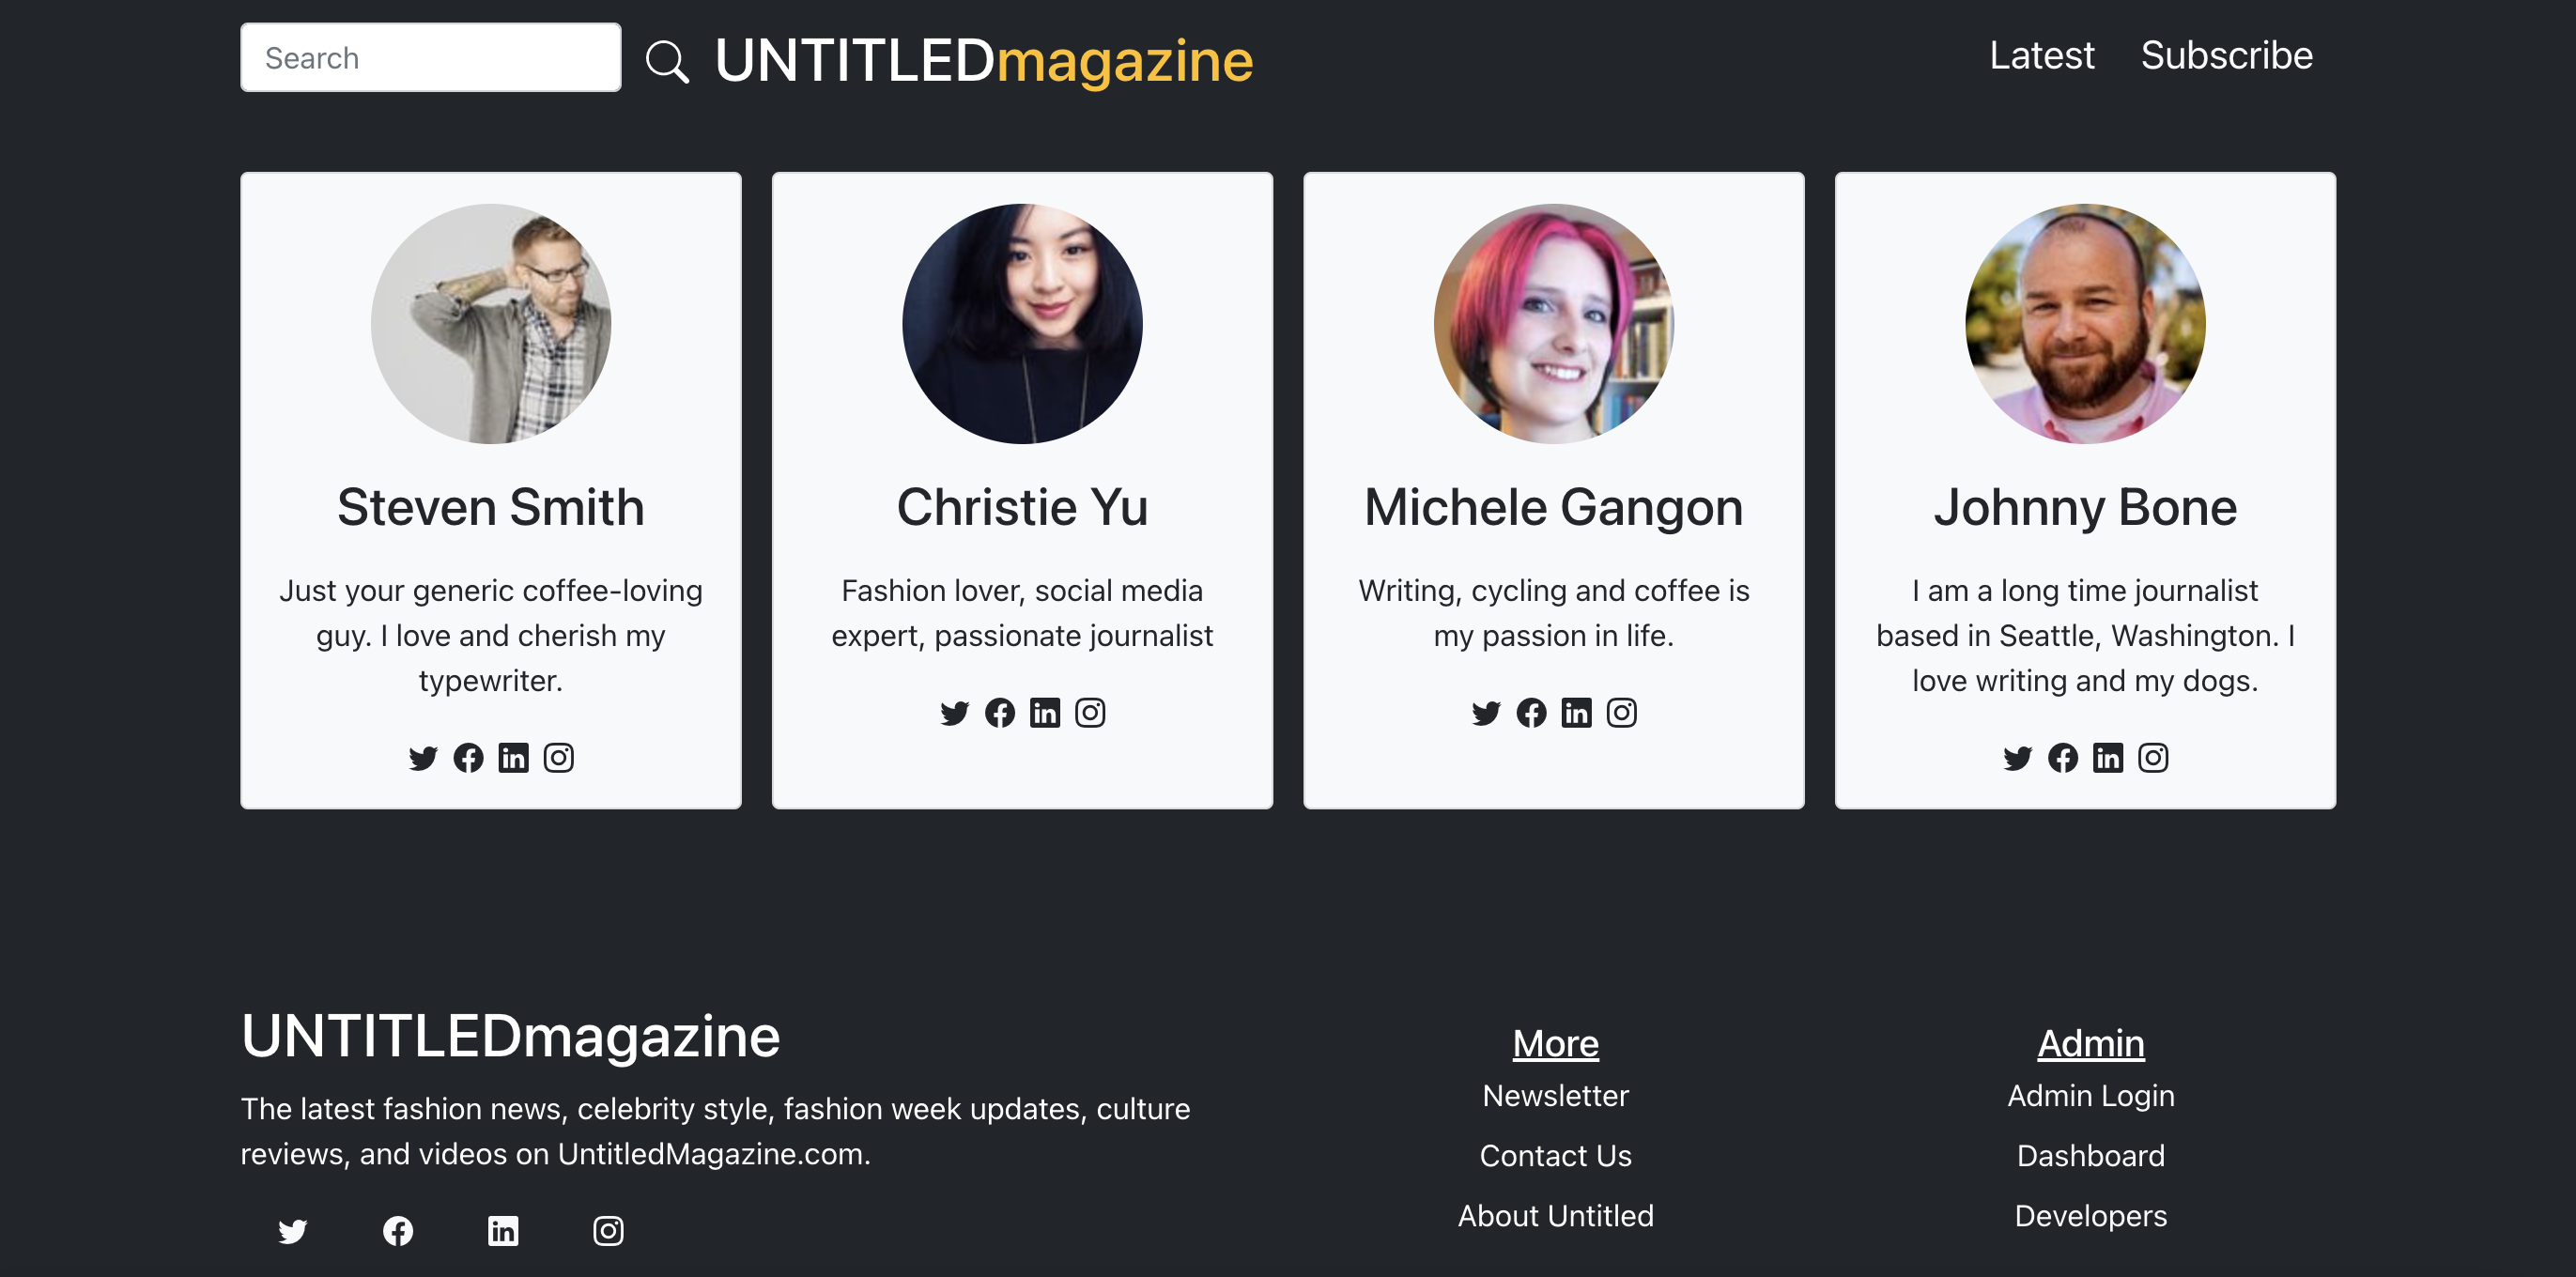 Search
UNTITLEDmagazine
Latest
Subscribe
Steven Smith
Just your generic coffee-loving
guy. I love and cherish my
typewriter.
Christie Yu
Fashion lover, social media
expert, passionate journalist
Michele Gangon
Writing, cycling and coffee is
my passion in life.
Johnny Bone
I am a long time journalist
based in Seattle, Washington. I
love writing and my dogs.
UNTITLEDmagazine
The latest fashion news, celebrity style, fashion week updates, culture
reviews, and videos on UntitledMagazine.com.
More
Newsletter
Contact Us
About Untitled
Admin
Admin Login
Dashboard
Developers